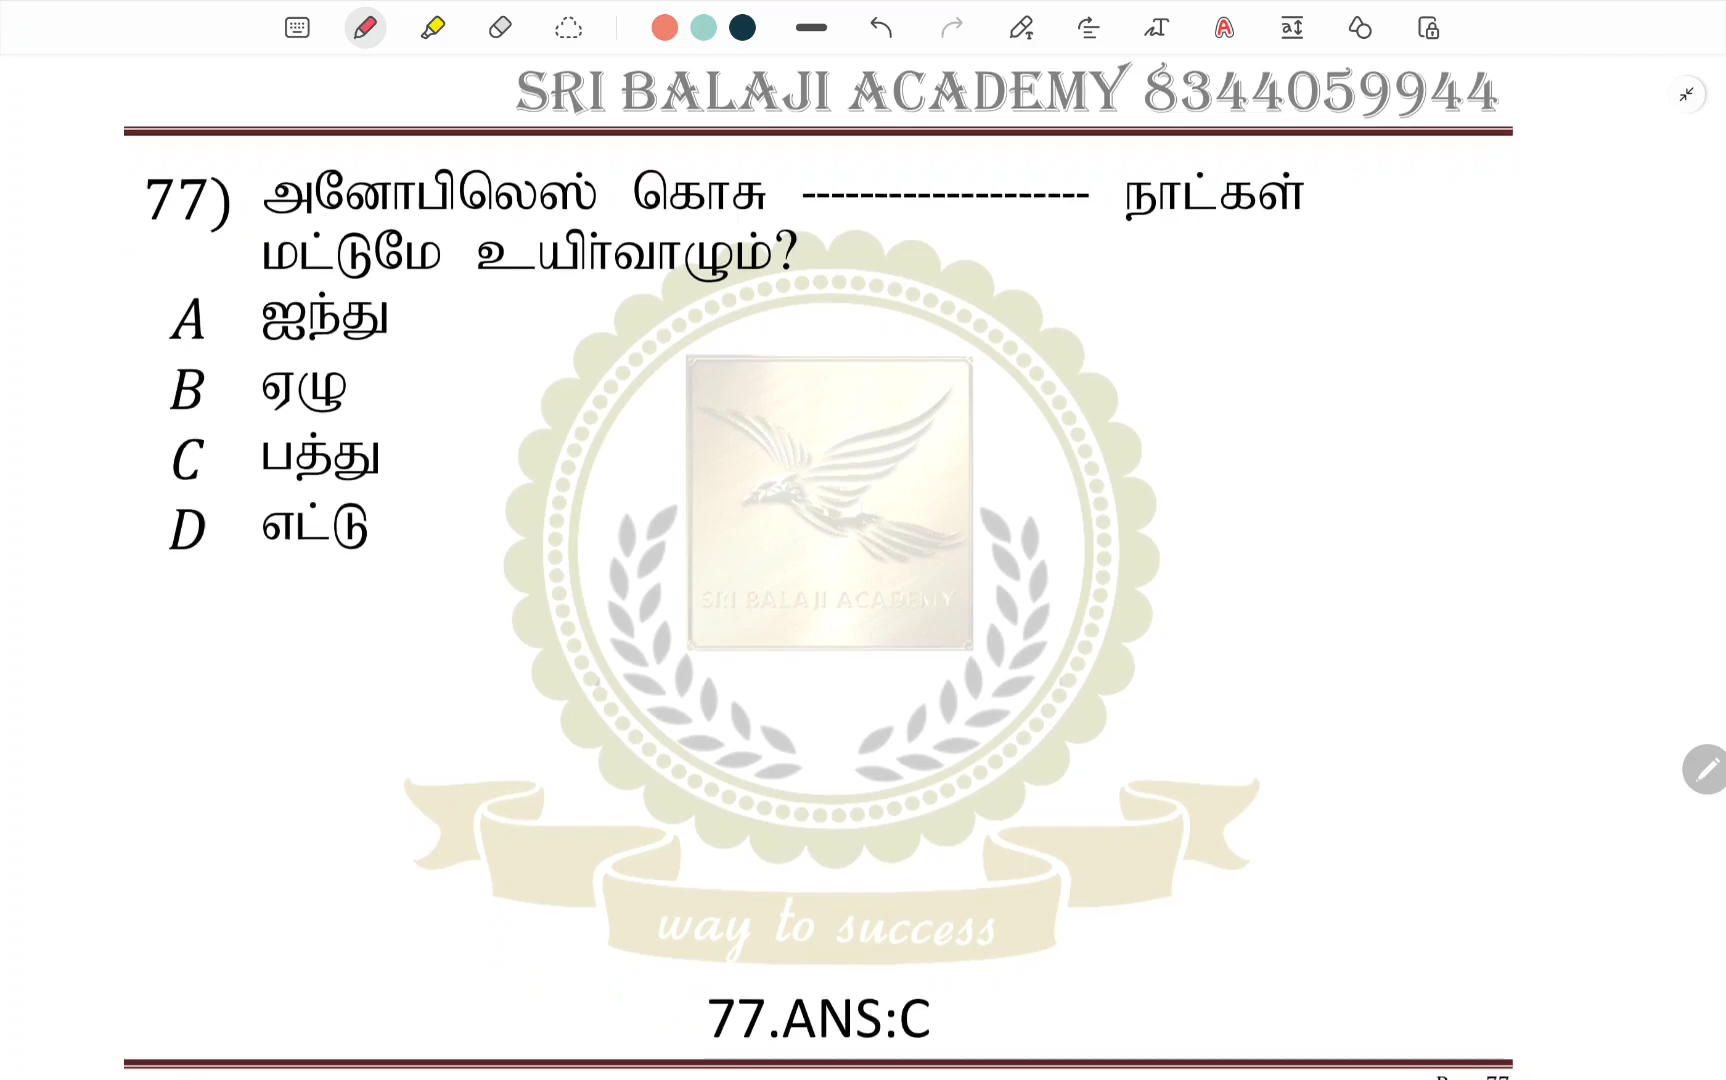 SRI BALAJI ACADEMY 8344059944
77) அனோபிலெஸ் கொசு -------------------- நாட்கள்
மட்டுமே உயிர்வாழும்?
A ஐந்து
B ஏழு
C பத்து
D எட்டு
SRI BALAJI ACADEMY
way to success
77.ANS:C